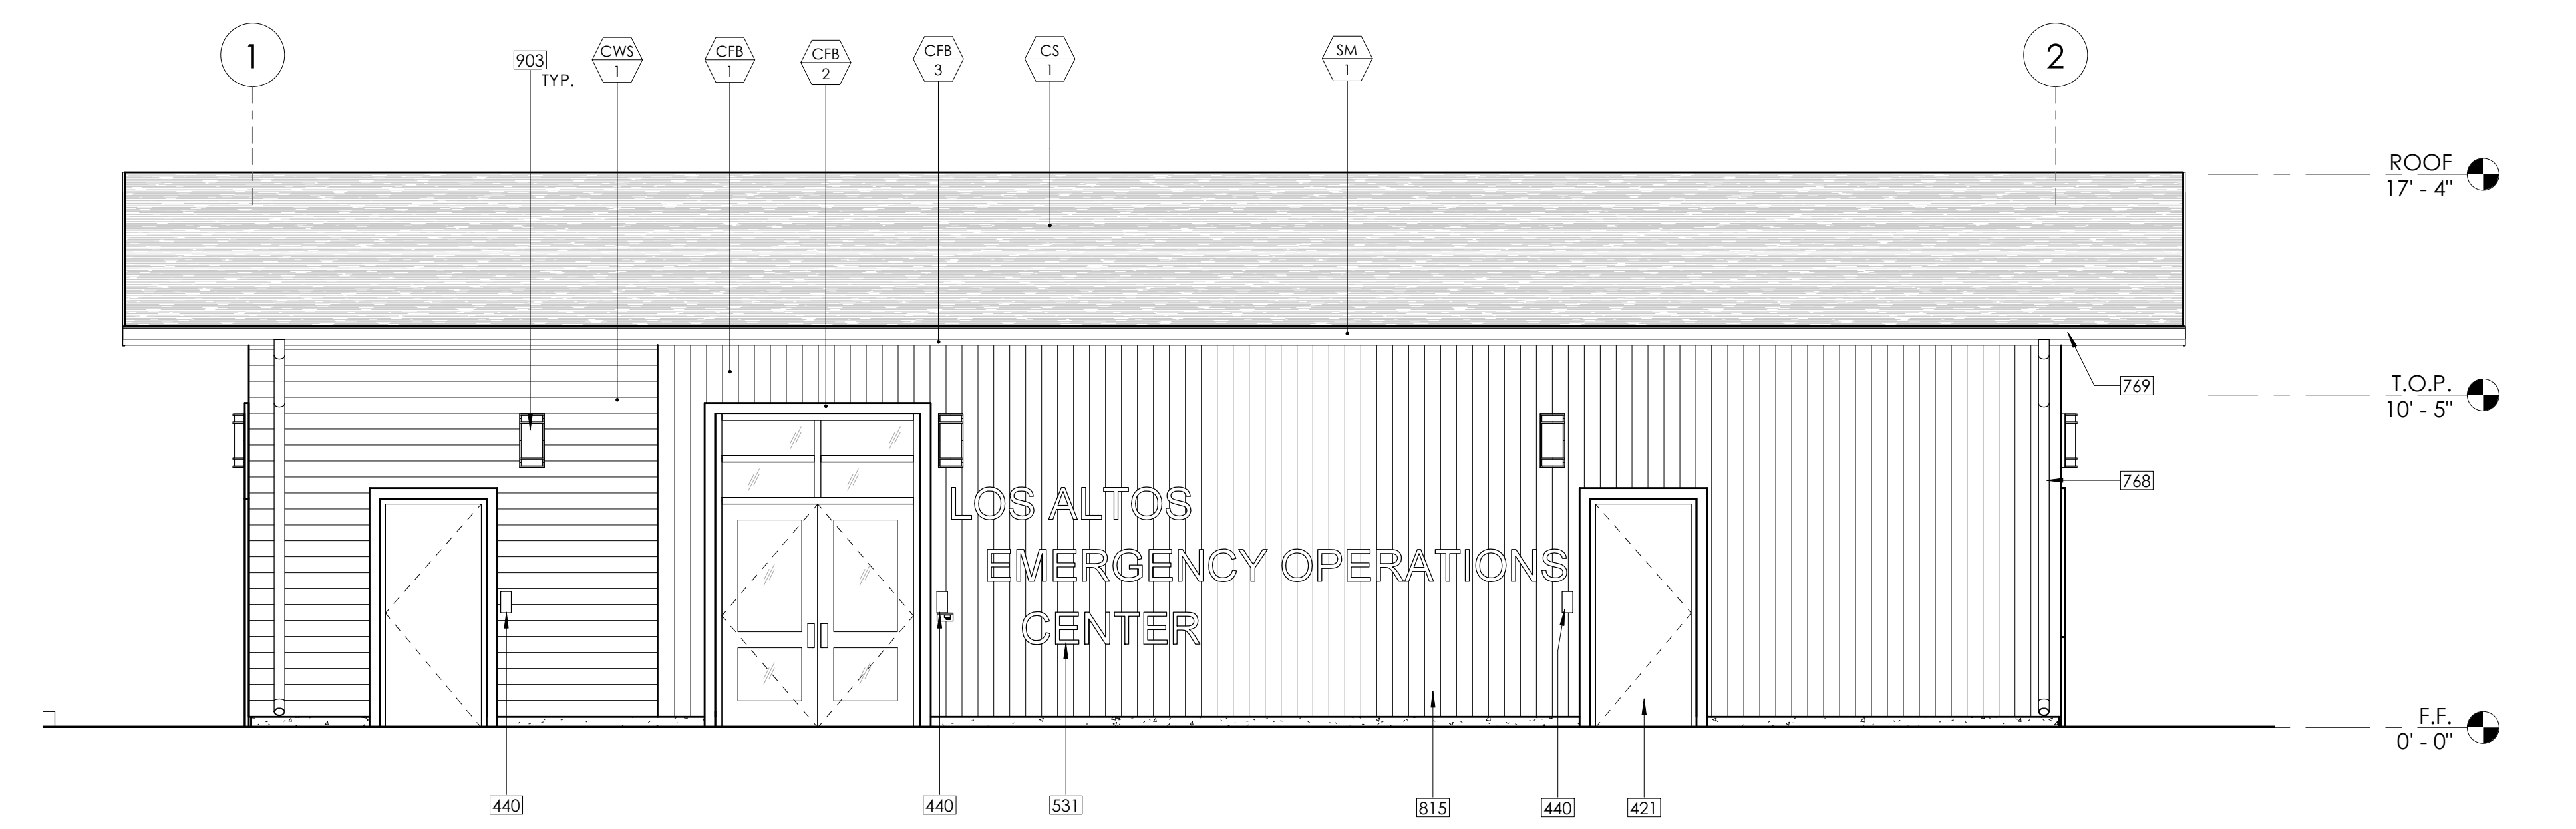 1
903
TYP.
CWS
1
CFB
1
CFB
2
CFB
3
CS
1
SM
1
2
ROOF
17' - 4"
T.O.P.
10' - 5"
769
768
LOS ALTOS
EMERGENCY OPERATIONS
CENTER
F.F.
0' - 0"
440
440
531
815
440
421